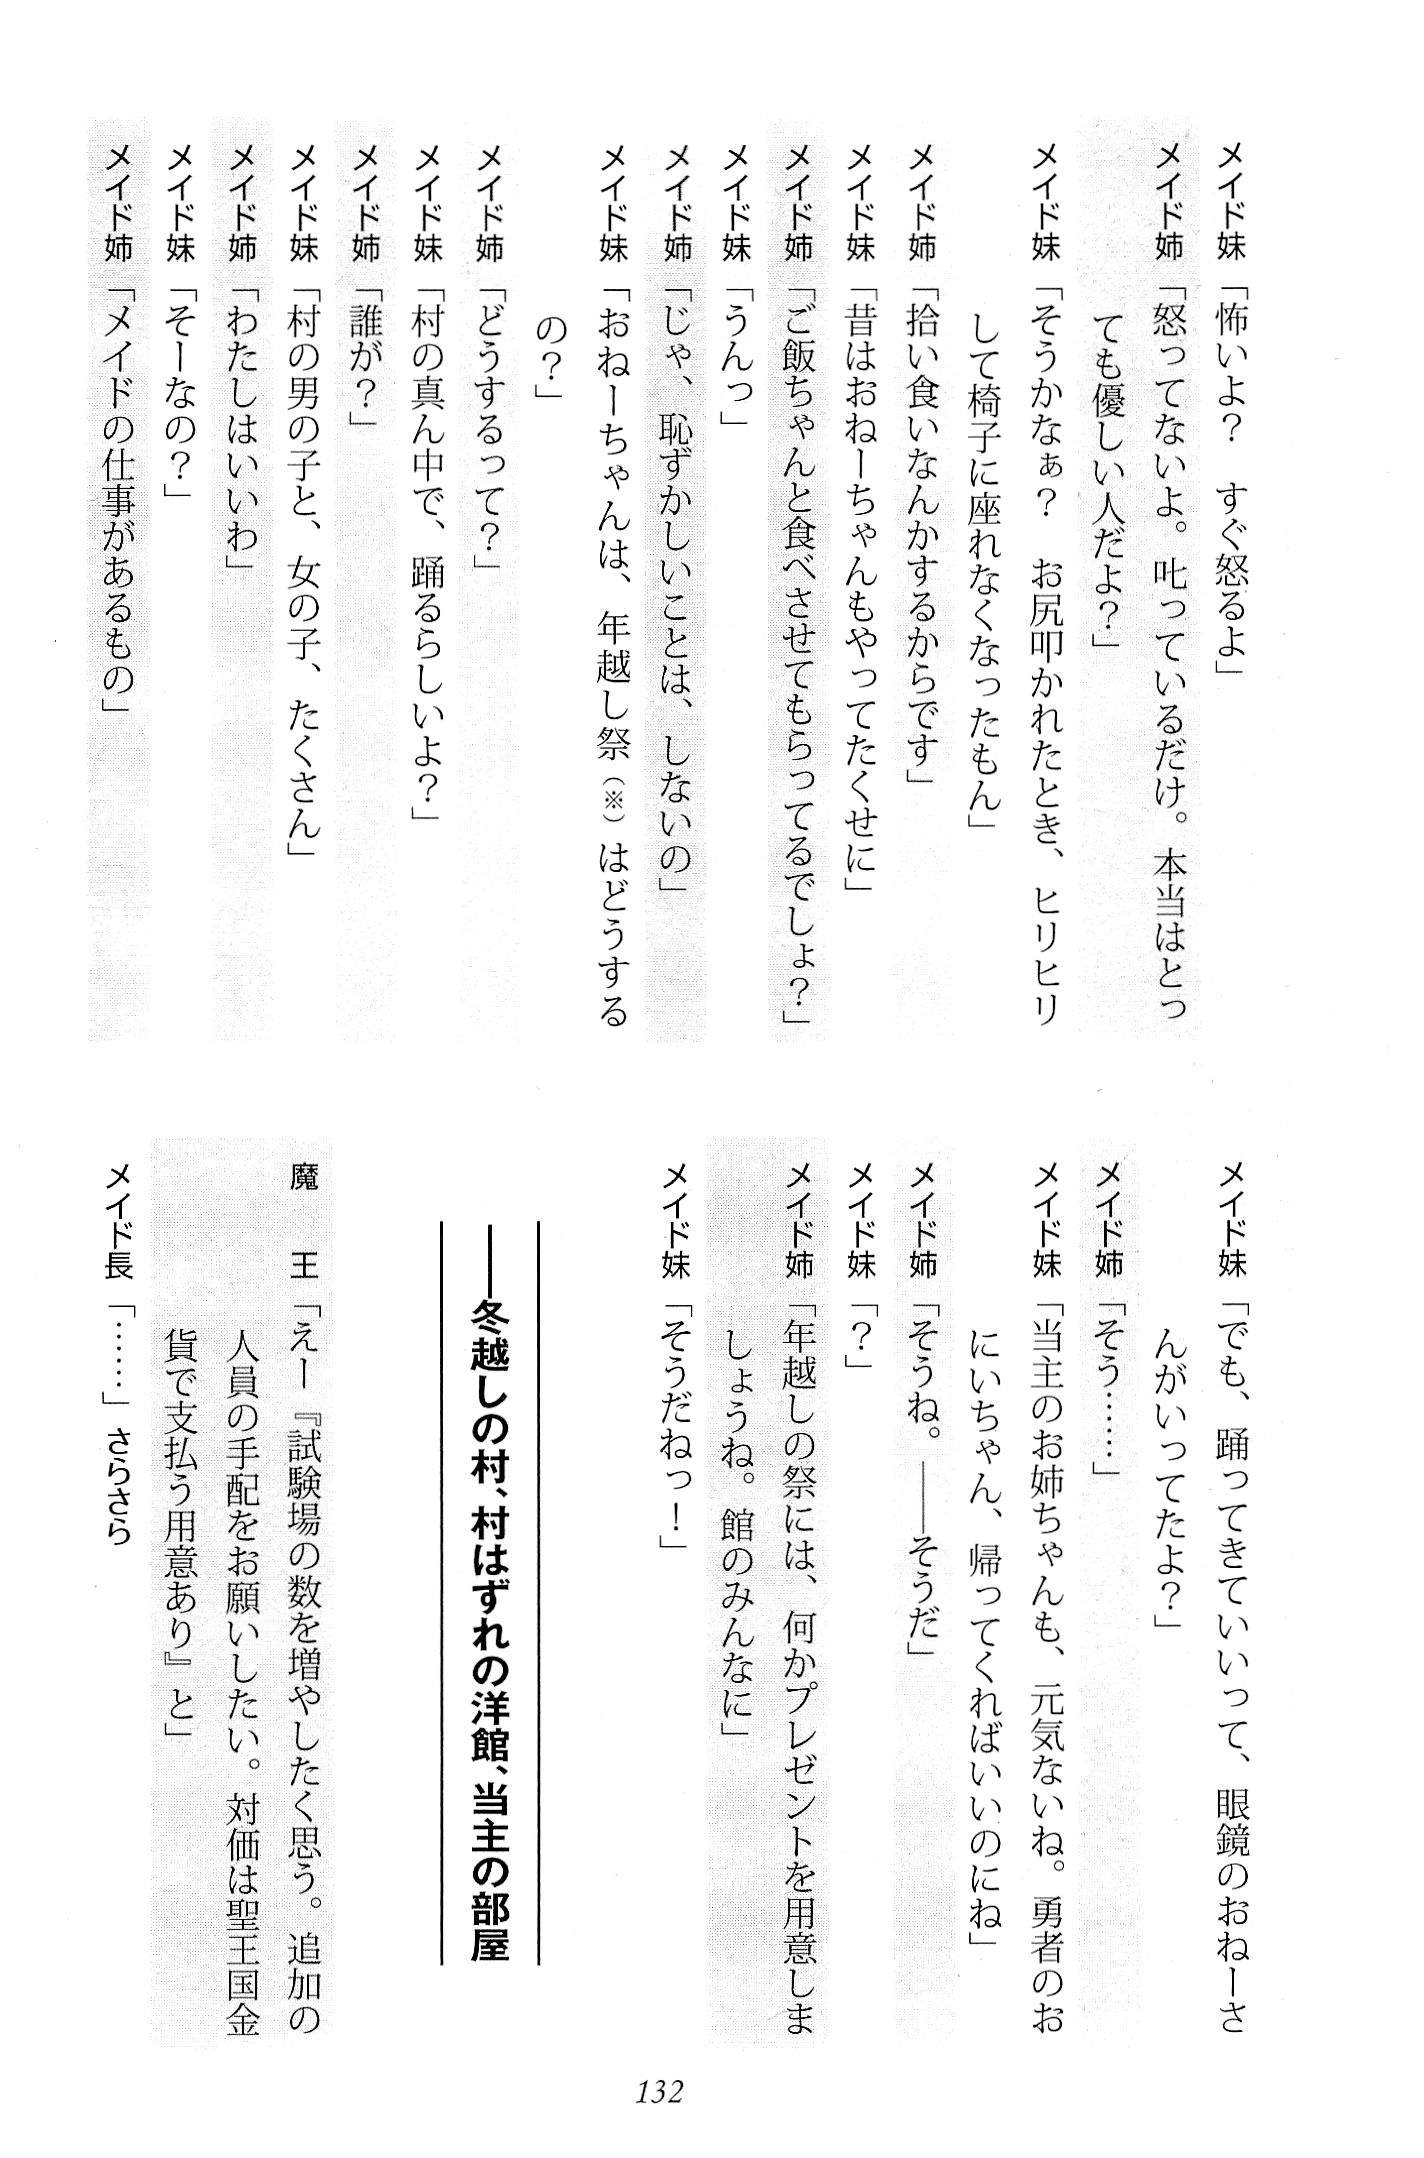 メイド妹「怖いよ？　すぐ怒るよ」
メイド姉「怒ってないよ。叱っているだけ。本当はとっ
ても優しい人だよ？」
メイド妹「そうかなぁ？　お尻叩かれたとき、ヒリヒリ
して椅子に座れなくなったもん」
メイド姉「拾い食いなんかするからです」
メイド妹「昔はおねーちゃんもやってたくせに」
メイド姉「ご飯ちゃんと食べさせてもらってるでしょ？」
メイド妹「うんっ」
メイド姉「じゃ、恥ずかしいことは、しないの」
メイド妹「おねーちゃんは、年越し祭（※）はどうする
の？」
メイド姉「どうするって？」
メイド妹「村の真ん中で、踊るらしいよ？」
メイド姉「誰が？」
メイド妹「村の男の子と、女の子、たくさん」
メイド姉「わたしはいいわ」
メイド妹「そーなの？」
メイド姉「メイドの仕事があるもの」
メイド妹「でも、踊ってきていいって、眼鏡のおねーさ
んがいってたよ？」
メイド姉「そう……」
メイド妹「当主のお姉ちゃんも、元気ないね。勇者のお
にいちゃん、帰ってくればいいのにね」
メイド姉「そうね。――そうだ」
メイド妹「？」
メイド姉「年越しの祭には、何かプレゼントを用意しま
しょうね。館のみんなに」
メイド妹「そうだねっ！」
――冬越しの村、村はずれの洋館、当主の部屋
魔　王「えー『試験場の数を増やしたく思う。追加の
人員の手配をお願いしたい。対価は聖王国金
貨で支払う用意あり』と」
メイド長「……」さらさら
132